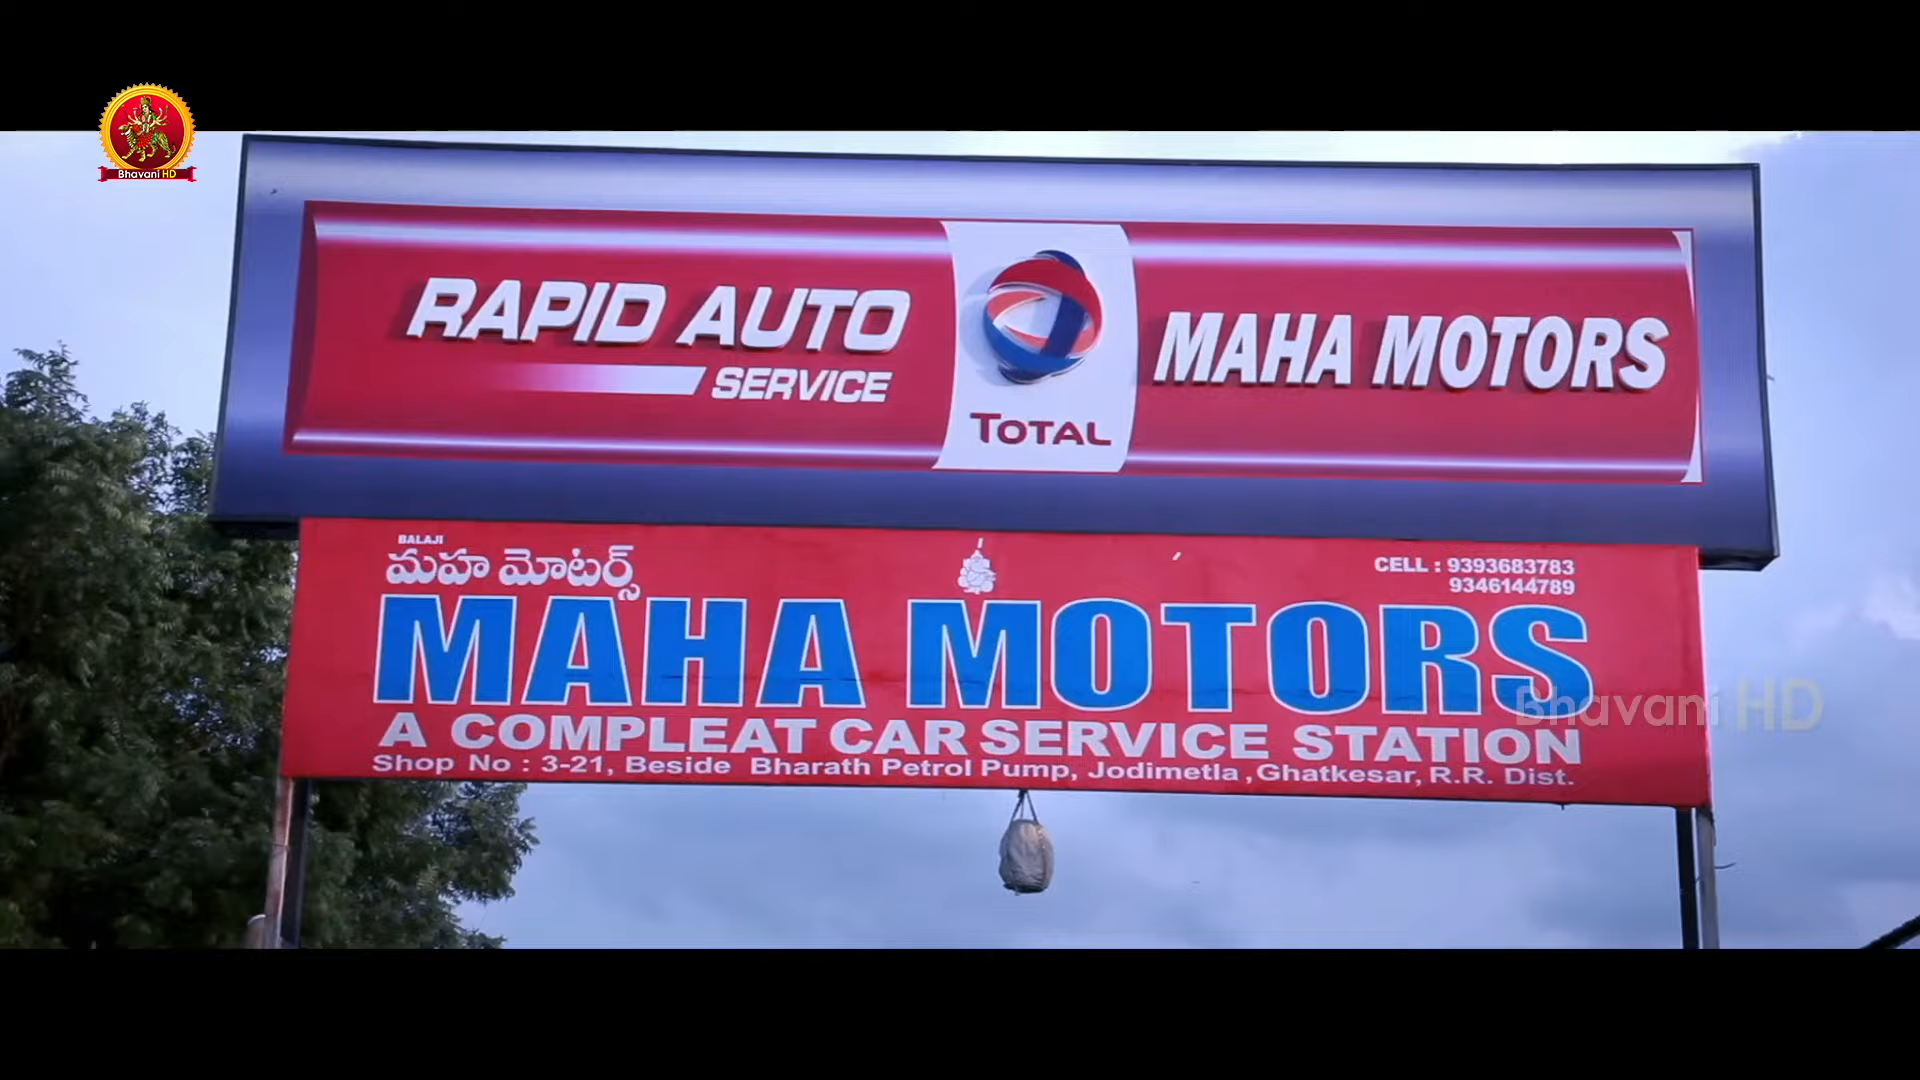 Bhavani HD
RAPID AUTO
SERVICE
TOTAL
MAHA MOTORS
BALAJI
మహ మోటర్స్
CELL : 9393683783
9346144789
MAHA MOTORS
A COMPLEAT CAR SERVICE STATION
Shop No : 3-21, Beside Bharath Petrol Pump, Jodimetla ,Ghatkesar, R.R. Dist.
Bhavani HD